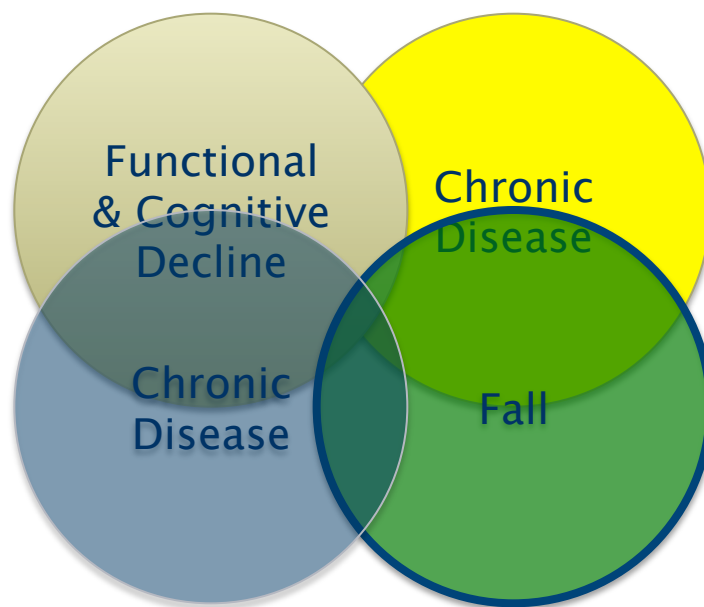 Functional
& Cognitive
Decline
Chronic
Disease
Chronic
Disease
Fall